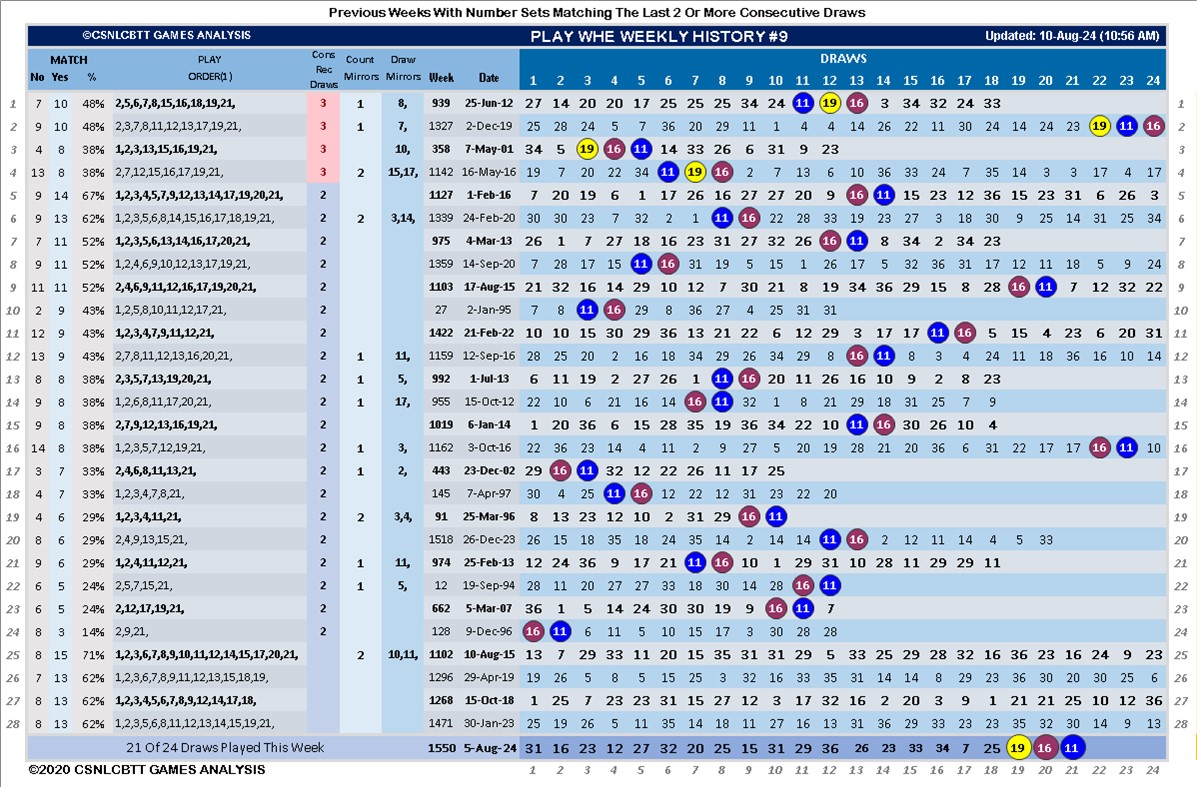 Previous Weeks With Number Sets Matching The Last 2 Or More Consecutive Draws
©CSNLCBTT GAMES ANALYSIS PLAY WHE WEEKLY HISTORY #9 Updated: 10-Aug-24 (10:56 AM)
MATCH PLAY Cons Count Draw DRAWS
No Yes % ORDER(1) Rec Draws Mirrors Mirrors Week Date 1 2 3 4 5 6 7 8 9 10 11 12 13 14 15 16 17 18 19 20 21 22 23 24
1 7 10 48% 2,5,6,7,8,15,16,18,19,21, 3 1 8, 939 25-Jun-12 27 14 20 20 17 25 25 25 34 24 11 19 16 3 34 32 24 33 1
2 9 10 48% 2,3,7,8,11,12,13,17,19,21, 3 1 7, 1327 2-Dec-19 25 28 24 5 7 36 20 29 11 1 4 4 14 26 22 11 30 24 14 24 23 19 11 16 2
3 4 8 38% 1,2,3,13,15,16,19,21, 3 10, 358 7-May-01 34 5 19 16 11 14 33 26 6 31 9 23 3
4 13 8 38% 2,7,12,15,16,17,19,21, 3 2 15,17, 1142 16-May-16 19 7 20 22 34 11 19 16 2 7 13 6 10 36 33 24 7 35 14 3 3 17 4 17 4
5 9 14 67% 1,2,3,4,5,7,9,12,13,14,17,19,20,21, 2 1127 1-Feb-16 7 20 19 6 1 17 26 16 27 27 20 9 16 11 15 23 12 36 15 23 31 6 26 3 5
6 9 13 62% 1,2,3,5,6,8,14,15,16,17,18,19,21, 2 2 3,14, 1339 24-Feb-20 30 30 23 7 32 2 1 11 16 22 28 33 19 23 27 3 18 30 9 25 14 31 25 34 6
7 7 11 52% 1,2,3,5,6,13,14,16,17,20,21, 2 975 4-Mar-13 26 1 7 27 18 16 23 31 27 32 26 16 11 8 34 2 34 23 7
8 9 11 52% 1,2,4,6,9,10,12,13,17,19,21, 2 1359 14-Sep-20 7 28 17 15 11 16 31 19 5 15 1 26 17 5 32 36 31 17 12 11 18 5 9 24 8
9 11 11 52% 2,4,6,9,11,12,16,17,19,20,21, 2 1103 17-Aug-15 21 32 16 14 29 10 12 7 30 21 8 19 34 36 29 15 8 28 16 11 7 12 32 22 9
10 2 9 43% 1,2,5,8,10,11,12,17,21, 2 27 2-Jan-95 7 8 11 16 29 8 36 27 4 25 31 31 10
11 12 9 43% 1,2,3,4,7,9,11,12,21, 2 1422 21-Feb-22 10 10 15 30 29 36 13 21 22 6 12 29 3 17 17 11 16 5 15 4 23 6 20 31 11
12 13 9 43% 2,7,8,11,12,13,16,20,21, 2 1 11, 1159 12-Sep-16 28 25 20 2 16 18 34 29 26 34 29 8 16 11 8 3 4 24 11 18 36 16 10 14 12
13 8 8 38% 2,3,5,7,13,19,20,21, 2 1 5, 992 1-Jul-13 6 11 19 2 27 26 1 11 16 20 11 26 16 10 9 2 8 23 13
14 9 8 38% 1,2,6,8,11,17,20,21, 2 1 17, 955 15-Oct-12 22 10 6 21 16 14 16 11 32 1 8 21 29 18 31 25 7 9 14
15 9 8 38% 2,7,9,12,13,16,19,21, 2 1019 6-Jan-14 1 20 36 6 15 28 35 19 36 34 22 10 11 16 30 26 10 4 15
16 14 8 38% 1,2,3,5,7,12,19,21, 2 1 3, 1162 3-Oct-16 22 36 23 14 4 11 2 9 27 5 20 19 28 21 20 36 6 31 22 17 17 16 11 10 16
17 3 7 33% 2,4,6,8,11,13,21, 2 1 2, 443 23-Dec-02 29 16 11 32 12 22 26 11 17 25 17
18 4 7 33% 1,2,3,4,7,8,21, 2 145 7-Apr-97 30 4 25 11 16 12 22 12 31 23 22 20 18
19 4 6 29% 1,2,3,4,11,21, 2 2 3,4, 91 25-Mar-96 8 13 23 12 10 2 31 29 16 11 19
20 8 6 29% 2,4,9,13,15,21, 2 1518 26-Dec-23 26 15 18 35 18 24 35 14 2 14 14 11 16 2 12 11 14 4 5 33 20
21 9 6 29% 1,2,4,11,12,21, 2 1 11, 974 25-Feb-13 12 24 36 9 17 21 11 16 10 1 29 31 10 28 11 29 29 11 21
22 6 5 24% 2,5,7,15,21, 2 1 5, 12 19-Sep-94 28 11 20 27 27 33 18 30 14 28 16 11 22
23 6 5 24% 2,12,17,19,21, 2 662 5-Mar-07 36 1 5 14 24 30 30 19 9 16 11 7 23
24 8 3 14% 2,9,21, 2 128 9-Dec-96 16 11 6 11 5 10 15 17 3 30 28 28 24
25 8 15 71% 1,2,3,6,7,8,9,10,11,12,14,15,17,20,21, 2 10,11, 1102 10-Aug-15 13 7 29 33 11 20 15 35 31 31 29 5 33 25 29 28 32 16 36 23 16 24 9 23 25
26 7 13 62% 1,2,3,6,7,8,9,11,12,13,15,18,19, 1296 29-Apr-19 19 26 5 8 5 15 25 3 32 16 33 35 31 14 14 8 29 23 36 30 20 30 25 6 26
27 8 13 62% 1,2,3,4,5,6,7,8,9,12,14,17,18, 1268 15-Oct-18 1 25 7 23 23 31 15 27 12 3 17 32 16 2 20 3 9 1 21 21 25 10 12 36 27
28 8 13 62% 1,2,3,5,6,8,11,12,13,14,15,19,21, 1471 30-Jan-23 25 19 26 5 11 35 14 18 11 27 16 13 31 36 29 33 23 23 35 32 30 14 9 13 28
21 Of 24 Draws Played This Week 1550 5-Aug-24 31 16 23 12 27 32 20 25 15 31 29 36 26 23 33 34 7 25 19 16 11
©2020 CSNLCBTT GAMES ANALYSIS 1 2 3 4 5 6 7 8 9 10 11 12 13 14 15 16 17 18 19 20 21 22 23 24